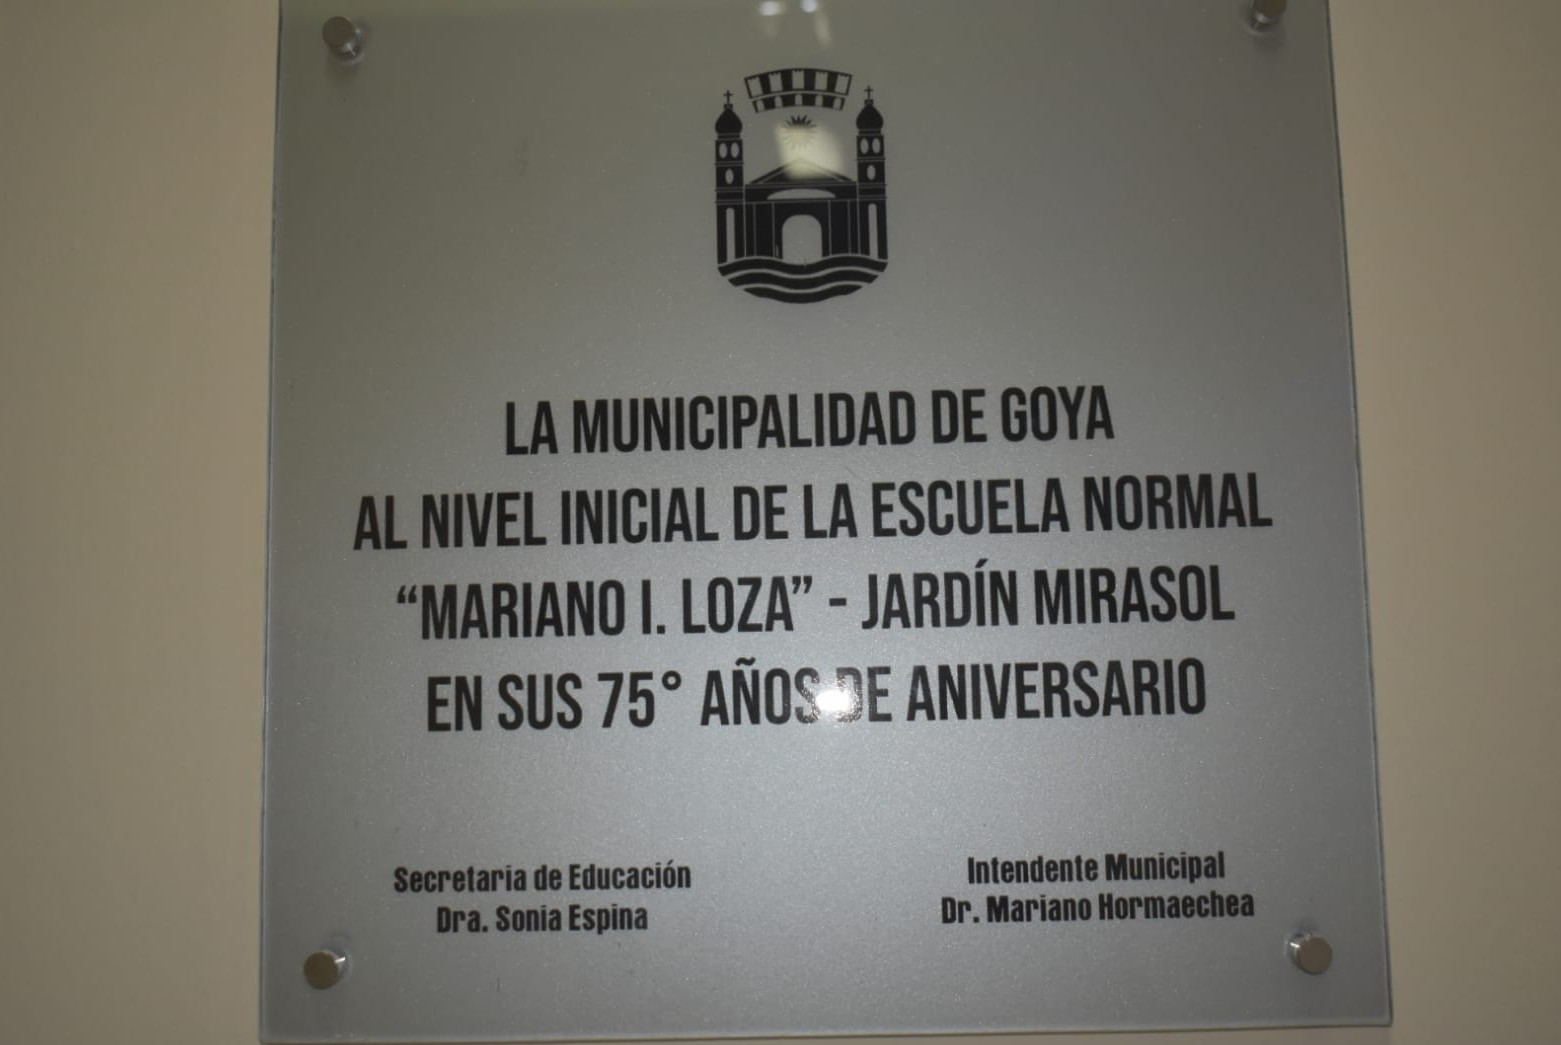 LA MUNICIPALIDAD DE GOYA
AL NIVEL INICIAL DE LA ESCUELA NORMAL
“MARIANO I. LOZA” - JARDÍN MIRASOL
EN SUS 75° AÑOS DE ANIVERSARIO
Secretaria de Educación
Dra. Sonia Espina
Intendente Municipal
Dr. Mariano Hormaechea